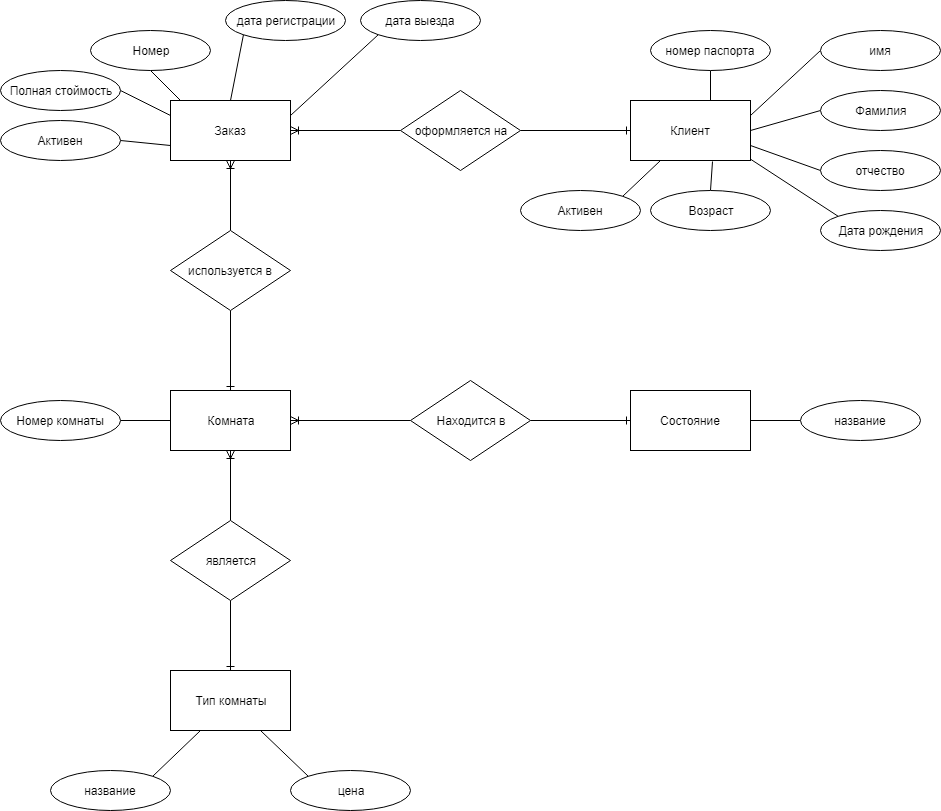 дата регистрации
дата выезда
Номер
номер паспорта
имя
Полная стоймость
Фамилия
Активен
Заказ
оформляется на
Клиент
отчество
Активен
Возраст
Дата рождения
используется в
Номер комнаты
Комната
Находится в
Состояние
название
является
Тип комнаты
название
цена